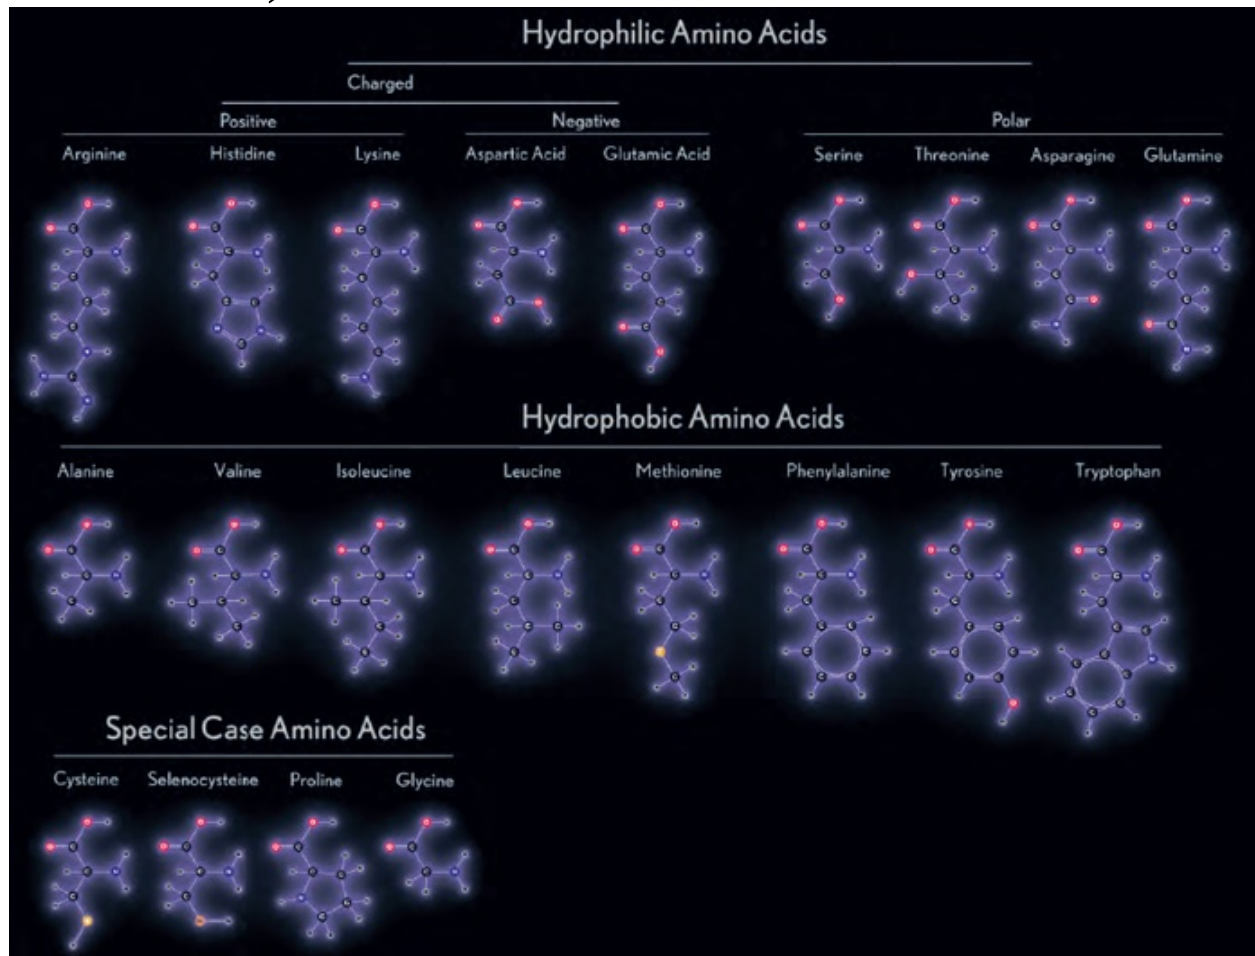 Hydrophilic Amino Acids
Charged
Positive Negative Polar
Arginine Histidine Lysine Aspartic Acid Glutamic Acid Serine Threonine Asparagine Glutamine
Hydrophobic Amino Acids
Alanine Valine Isoleucine Leucine Methionine Phenylalanine Tyrosine Tryptophan
Special Case Amino Acids
Cysteine Selenocysteine Proline Glycine